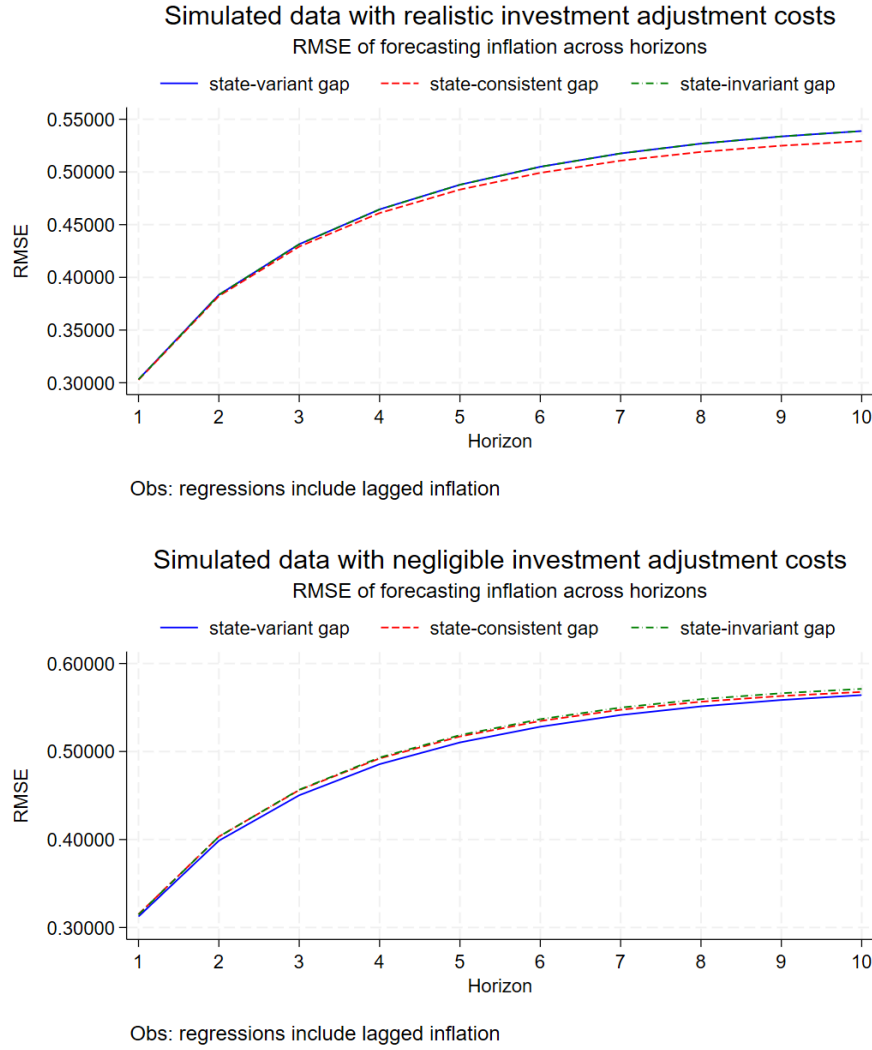 Simulated data with realistic investment adjustment costs
RMSE of forecasting inflation across horizons
state-variant gap state-consistent gap state-invariant gap
0.55000
0.50000
0.45000
0.40000
0.35000
0.30000
RMSE
1 2 3 4 5 6 7 8 9 10
Horizon
Obs: regressions include lagged inflation
Simulated data with negligible investment adjustment costs
RMSE of forecasting inflation across horizons
state-variant gap state-consistent gap state-invariant gap
0.60000
0.50000
0.40000
0.30000
RMSE
1 2 3 4 5 6 7 8 9 10
Horizon
Obs: regressions include lagged inflation